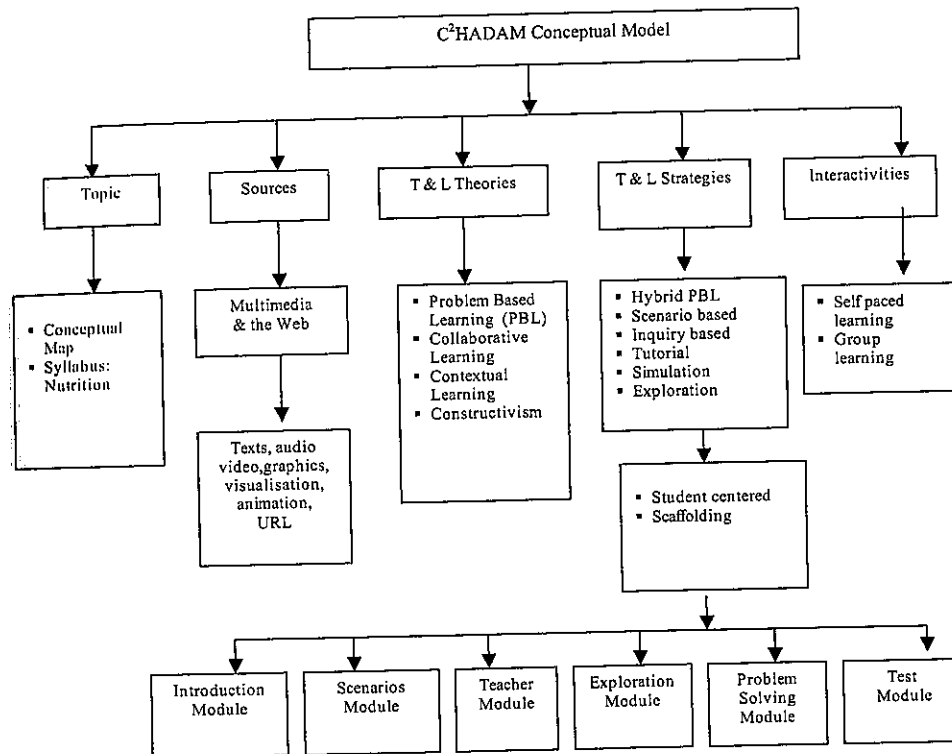 C²HADAM Conceptual Model
Topic
Sources
T & L Theories
T & L Strategies
Interactivities
▪ Conceptual
Map
▪ Syllabus:
Nutrition
Multimedia
& the Web
Texts, audio
video,graphics,
visualisation,
animation,
URL
▪ Problem Based
Learning (PBL)
▪ Collaborative
Learning
▪ Contextual
Learning
▪ Constructivism
▪ Hybrid PBL
▪ Scenario based
▪ Inquiry based
▪ Tutorial
▪ Simulation
▪ Exploration
▪ Student centered
▪ Scaffolding
▪ Self paced
learning
▪ Group
learning
Introduction
Module
Scenarios
Module
Teacher
Module
Exploration
Module
Problem
Solving
Module
Test
Module